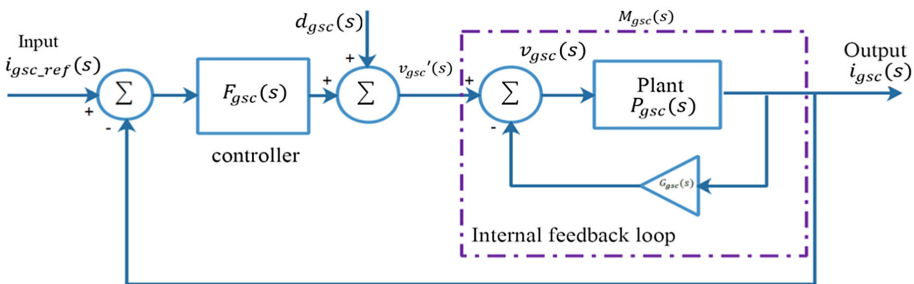 M_gsc(s)
d_gsc(s)
Input
i_gsc_ref(s)
+
-
Σ
F_gsc(s)
controller
+
+
Σ
v_gsc'(s)
+
-
Σ
v_gsc(s)
Plant
P_gsc(s)
G_gsc(s)
Internal feedback loop
Output
i_gsc(s)